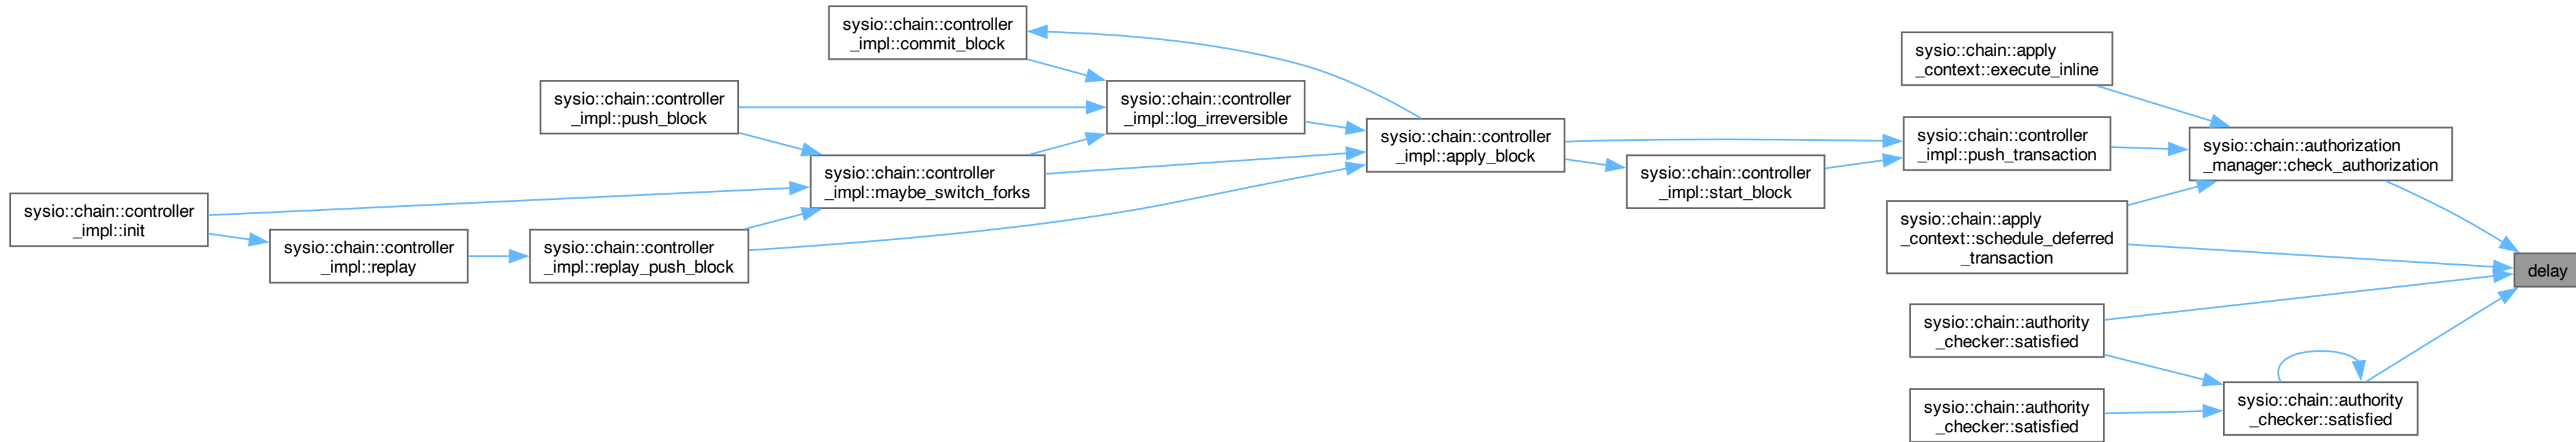 sysio::chain::controller
_impl::commit_block
sysio::chain::apply
_context::execute_inline
sysio::chain::controller
_impl::push_block
sysio::chain::controller
_impl::log_irreversible
sysio::chain::controller
_impl::apply_block
sysio::chain::controller
_impl::push_transaction
sysio::chain::authorization
_manager::check_authorization
sysio::chain::controller
_impl::maybe_switch_forks
sysio::chain::controller
_impl::start_block
sysio::chain::controller
_impl::init
sysio::chain::controller
_impl::replay
sysio::chain::controller
_impl::replay_push_block
sysio::chain::apply
_context::schedule_deferred
_transaction
delay
sysio::chain::authority
_checker::satisfied
sysio::chain::authority
_checker::satisfied
sysio::chain::authority
_checker::satisfied